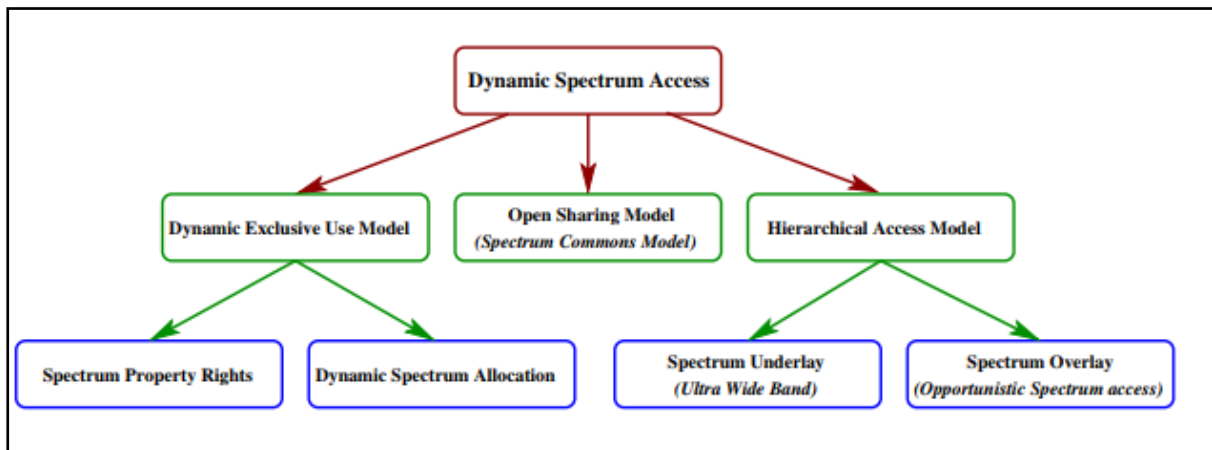 Dynamic Spectrum Access
Dynamic Exclusive Use Model
Open Sharing Model
(Spectrum Commons Model)
Hierarchical Access Model
Spectrum Property Rights
Dynamic Spectrum Allocation
Spectrum Underlay
(Ultra Wide Band)
Spectrum Overlay
(Opportunistic Spectrum access)